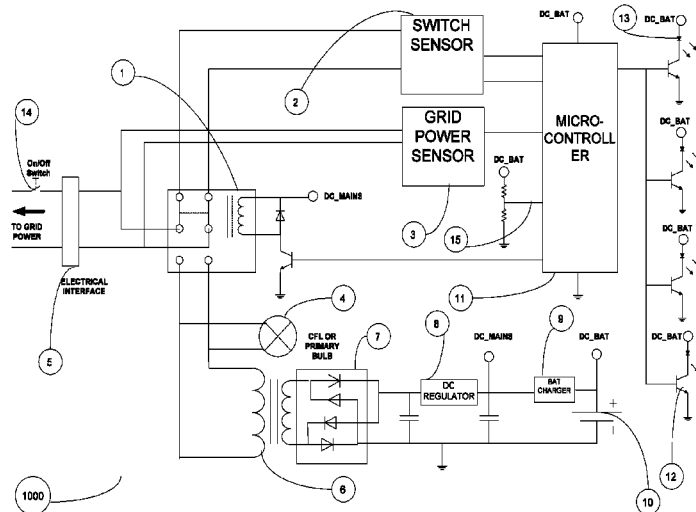 DC_BAT
13
SWITCH
SENSOR
DC_BAT
1
2
14
GRID
POWER
SENSOR
MICRO-
CONTROLL
ER
DC_BAT
On/Off
Switch
DC_BAT
DC_MAINS
3
15
TO GRID
POWER
DC_BAT
ELECTRICAL
INTERFACE
4
11
5
CFL OR
PRIMARY
BULB
7
8
9
DC_MAINS
DC_BAT
DC_BAT
DC
REGULATOR
BAT
CHARGER
+
-
12
1000
6
10